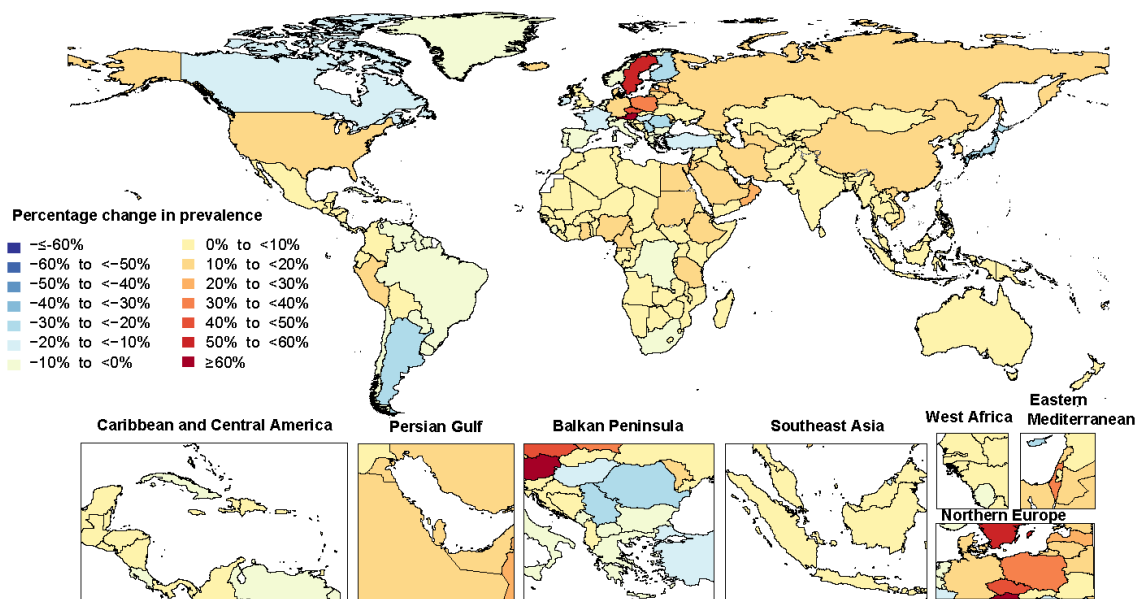 Percentage change in prevalence
−≤-60%
−60% to <−50%
−50% to <−40%
−40% to <−30%
−30% to <−20%
−20% to <−10%
−10% to <0%
0% to <10%
10% to <20%
20% to <30%
30% to <40%
40% to <50%
50% to <60%
≥60%
Caribbean and Central America
Persian Gulf
Balkan Peninsula
Southeast Asia
West Africa
Eastern
Mediterranean
Northern Europe